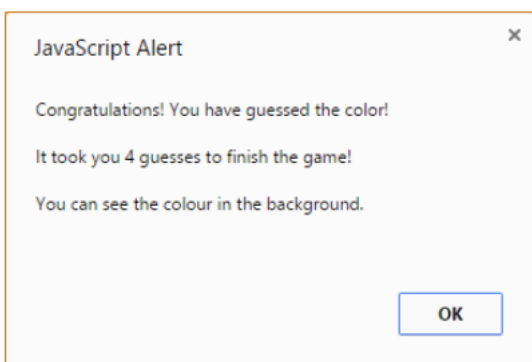 JavaScript Alert
Congratulations! You have guessed the color!
It took you 4 guesses to finish the game!
You can see the colour in the background.
OK